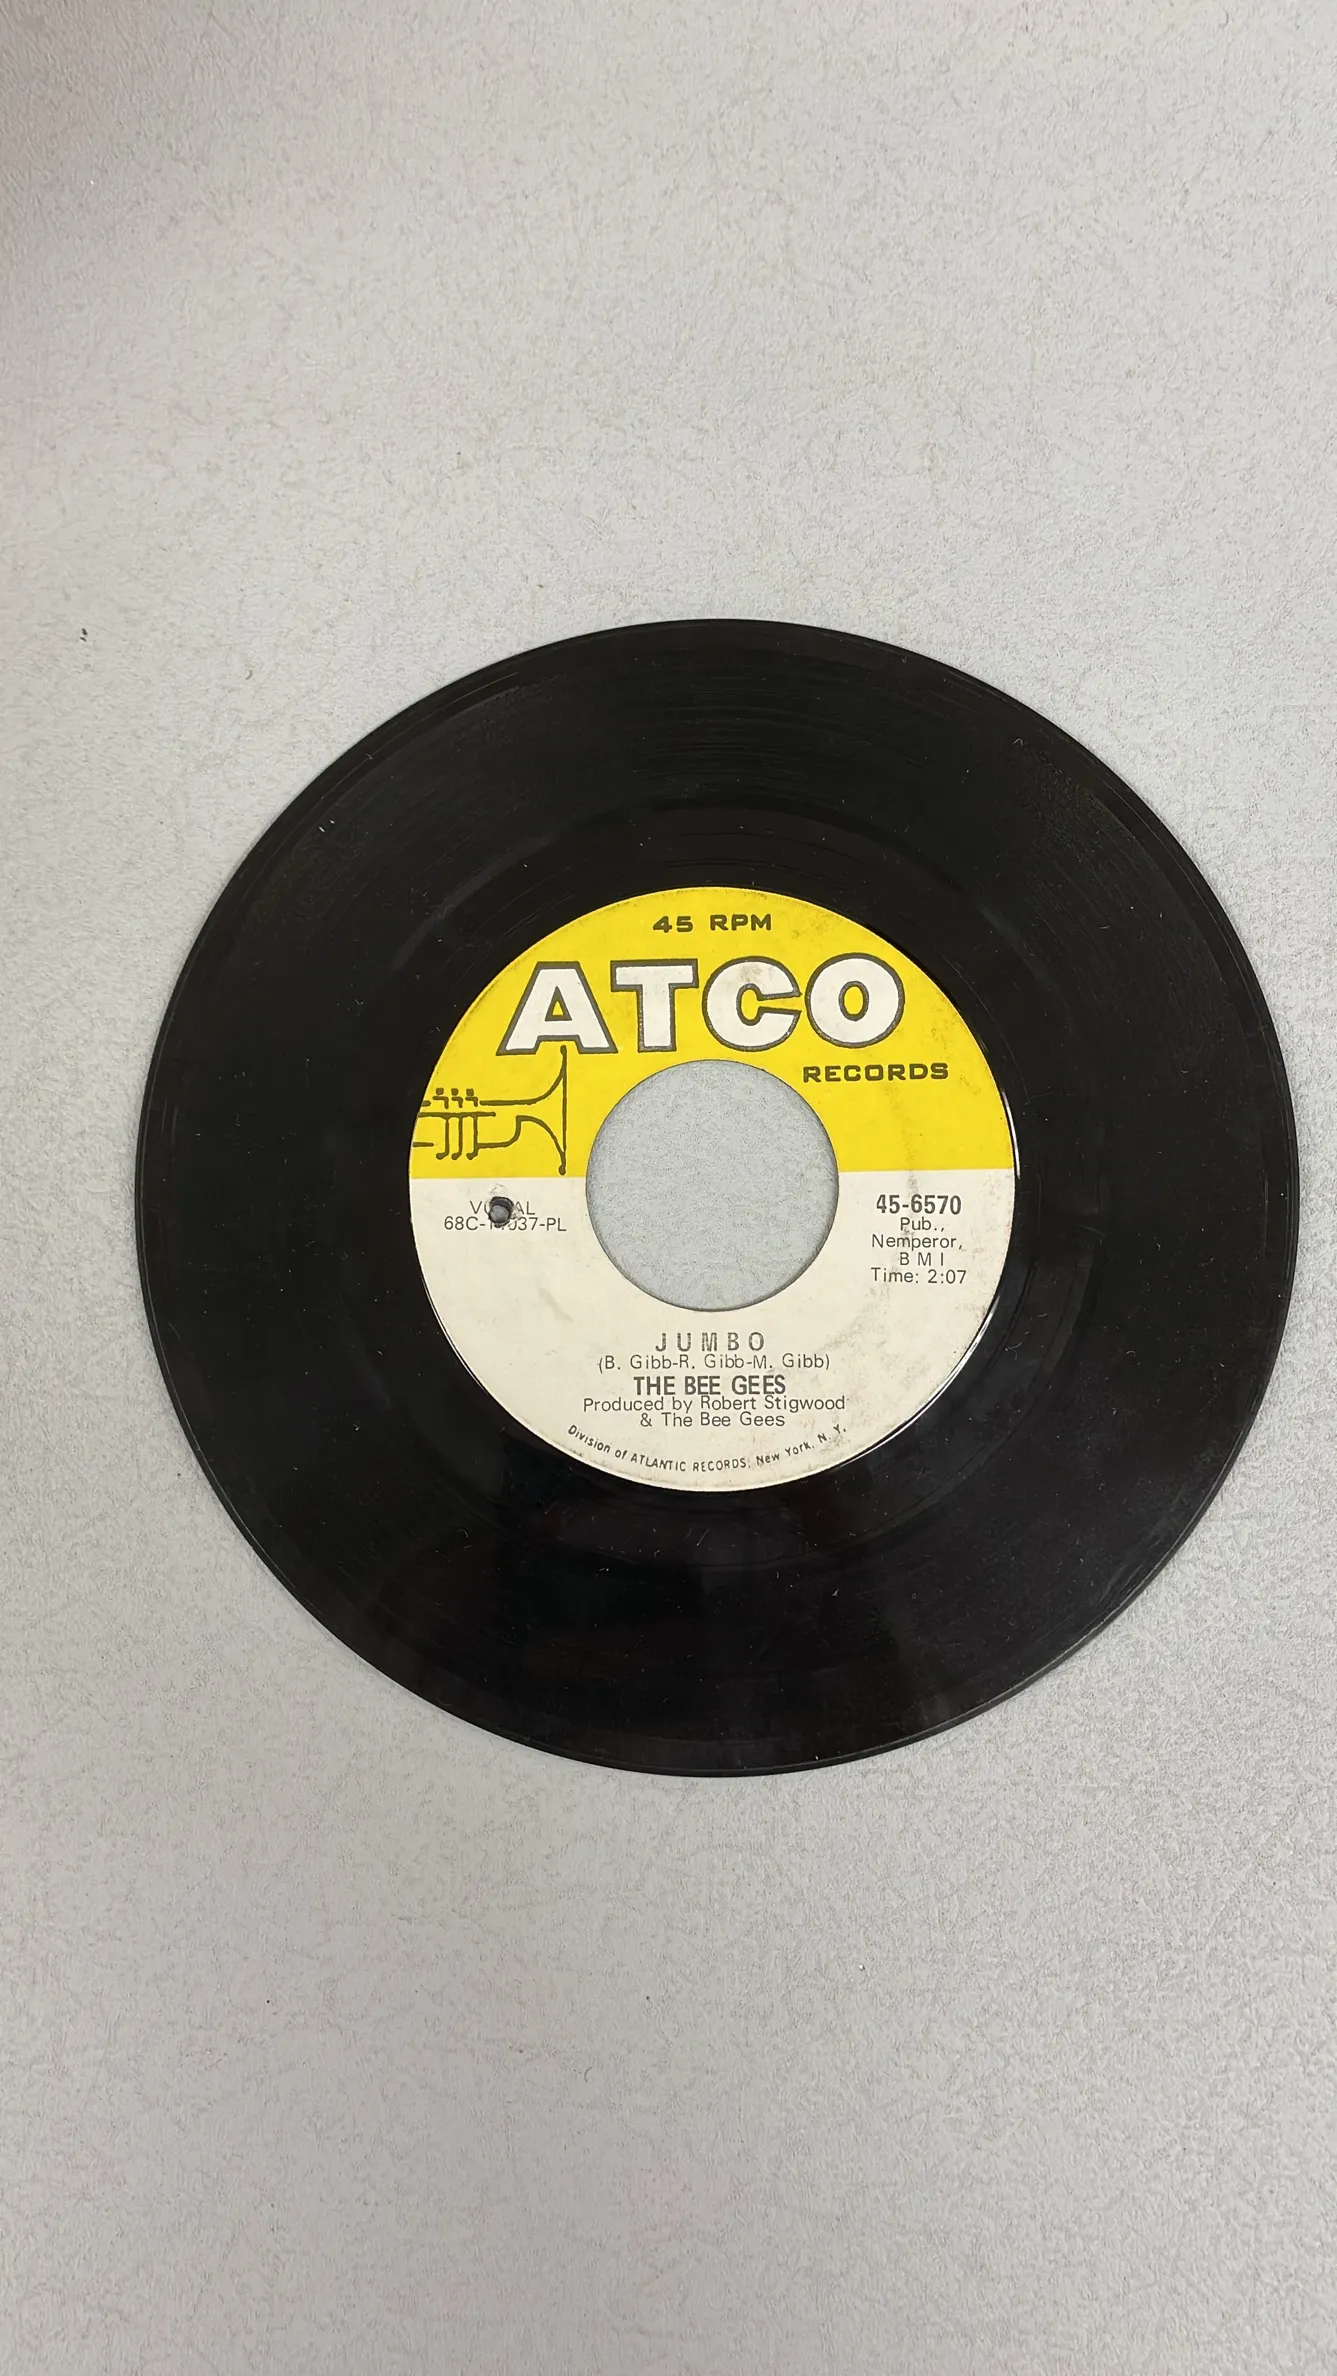 45 RPM
ATCO
RECORDS
45-6570
Pub.,
Nemperor,
B M I
Time: 2:07
JUMBO
(B. Gibb-R. Gibb-M. Gibb)
THE BEE GEES
Produced by Robert Stigwood
& The Bee Gees
Division of ATLANTIC RECORDS, New York, N. Y.